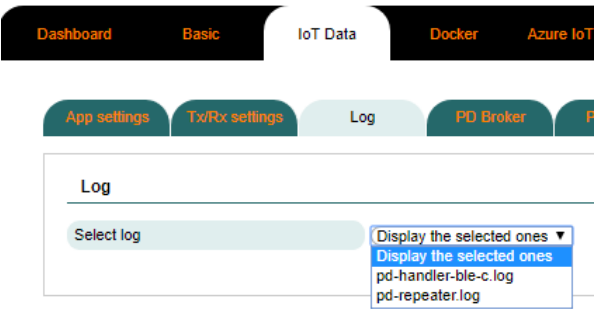 Dashboard Basic IoT Data Docker Azure IoT
App settings Tx/Rx settings Log PD Broker
Log
Select log Display the selected ones ▼
Display the selected ones
pd-handler-ble-c.log
pd-repeater.log